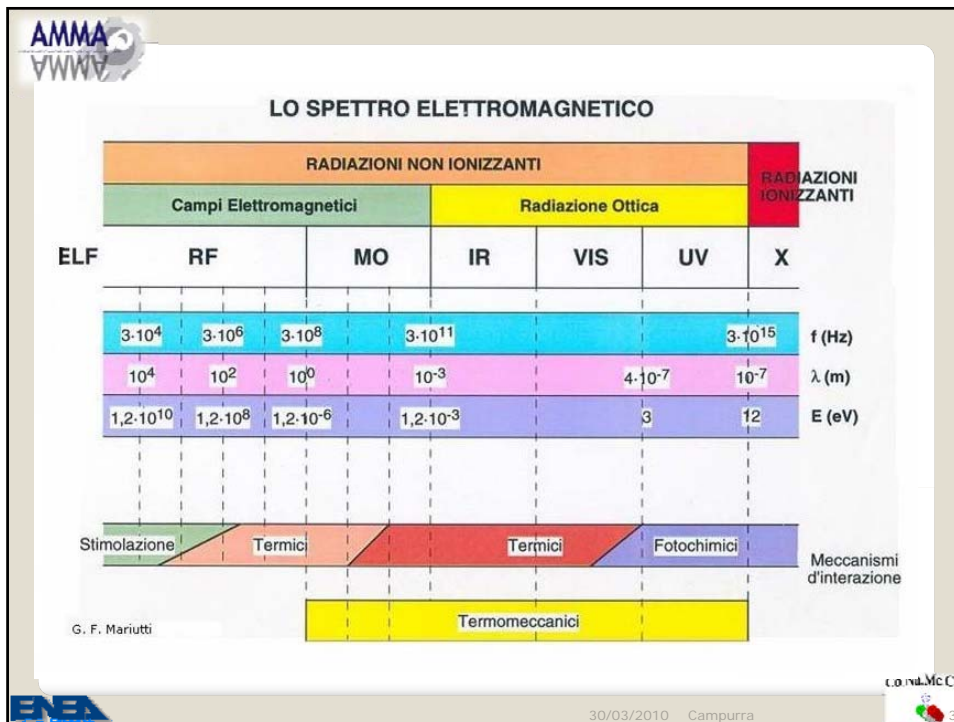 AMMA
LO SPETTRO ELETTROMAGNETICO
RADIAZIONI NON IONIZZANTI
RADIAZIONI IONIZZANTI
Campi Elettromagnetici
Radiazione Ottica
ELF RF MO IR VIS UV X
3·10⁴ 3·10⁶ 3·10⁸ 3·10¹¹ 3·10¹⁵ f (Hz)
10⁴ 10² 10⁰ 10⁻³ 4·10⁻⁷ 10⁻⁷ λ (m)
1,2·10¹⁰ 1,2·10⁸ 1,2·10⁻⁶ 1,2·10⁻³ 3 12 E (eV)
Stimolazione Termici Termici Fotochimici
Meccanismi
d'interazione
Termomeccanici
G. F. Mariutti
ENEA
30/03/2010 Campurra
3